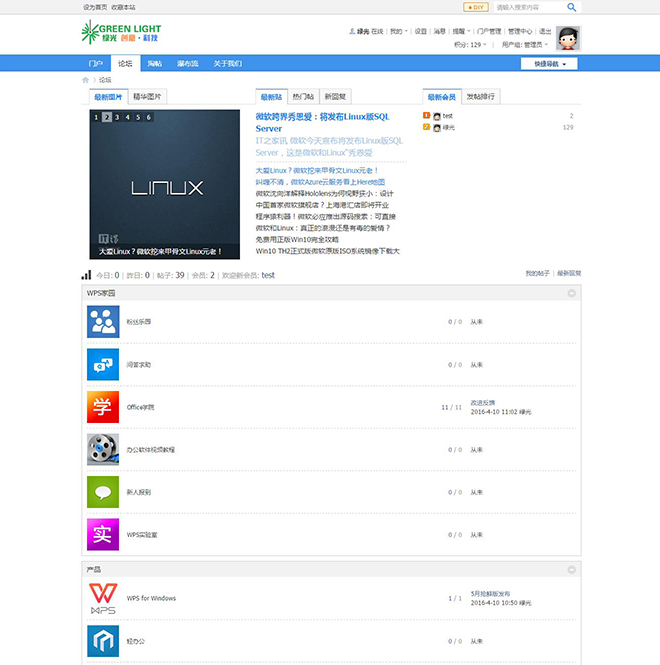 设为首页 收藏本站
DIY
请输入搜索内容
GREEN LIGHT
绿光 创意·科技
绿光 在线 | 我的 | 设置 | 消息 | 提醒 | 门户管理 | 管理中心 | 退出
积分: 129 | 用户组: 管理员
门户 论坛 淘帖 瀑布流 关于我们
快捷导航
论坛
最新图片 精华图片
1 2 3 4 5 6
LINUX
IT之家
大爱Linux？微软挖来甲骨文Linux元老！
最新贴 热门帖 新回复
微软跨界秀恩爱：将发布Linux版SQL
Server
IT之家讯 微软今天宣布将发布Linux版SQL
Server，这是微软和Linux"秀恩爱
大爱Linux？微软挖来甲骨文Linux元老！
叫嚣不清，微软Azure云服务看上Here地图
微软沈向洋解释Hololens为何视野狭小：设计
中国首家微软旗舰店？上海港汇店即将开业
程序猿利器！微软必应推出源码搜索：可直接
微软和Linux：真正的浪漫还是有毒的爱情？
免费用正版Win10完全攻略
Win10 TH2正式版微软原版ISO系统镜像下载大
最新会员 发帖排行
1 test 2
2 绿光 129
今日: 0 | 昨日: 0 | 帖子: 39 | 会员: 2 | 欢迎新会员: test
我的帖子 | 最新回复
WPS家园
粉丝乐园 0 / 0 从未
问答求助 0 / 0 从未
学
Office学院 11 / 11 改进反馈
2016-4-10 11:02 绿光
办公软件视频教程 0 / 0 从未
新人报到 0 / 0 从未
实
WPS实验室 0 / 0 从未
产品
WPS
WPS for Windows 1 / 1 5月抢鲜版发布
2016-4-10 10:50 绿光
轻办公 0 / 0 从未